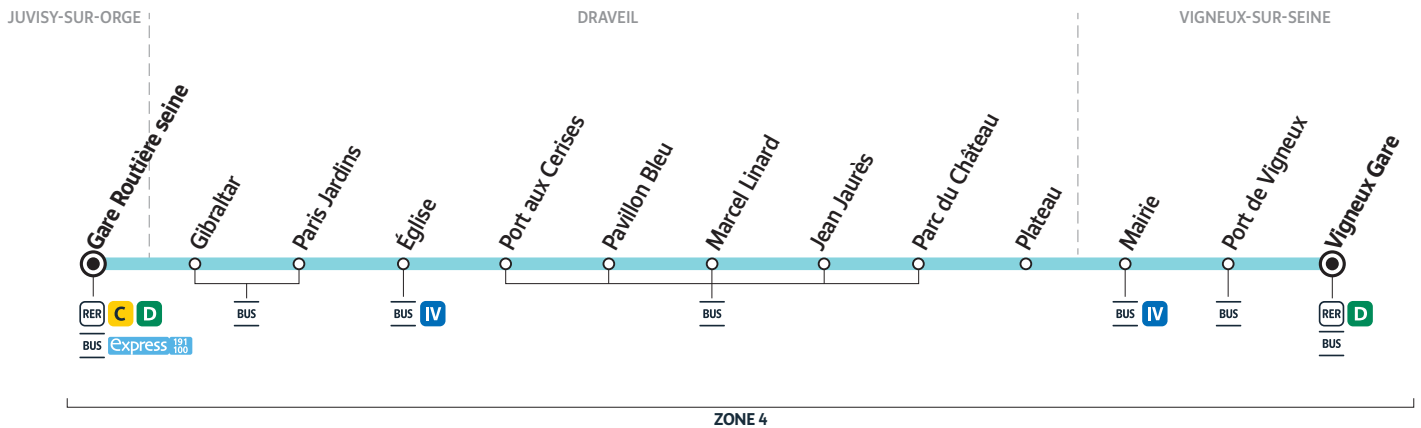 JUVISY-SUR-ORGE
DRAVEIL
VIGNEUX-SUR-SEINE
Gare Routière seine
Gibraltar
Paris Jardins
Église
Port aux Cerises
Pavillon Bleu
Marcel Linard
Jean Jaurès
Parc du Château
Plateau
Mairie
Port de Vigneux
Vigneux Gare
RER C D
BUS express 191 100
BUS
BUS IV
BUS
BUS IV
BUS
RER D
BUS
ZONE 4